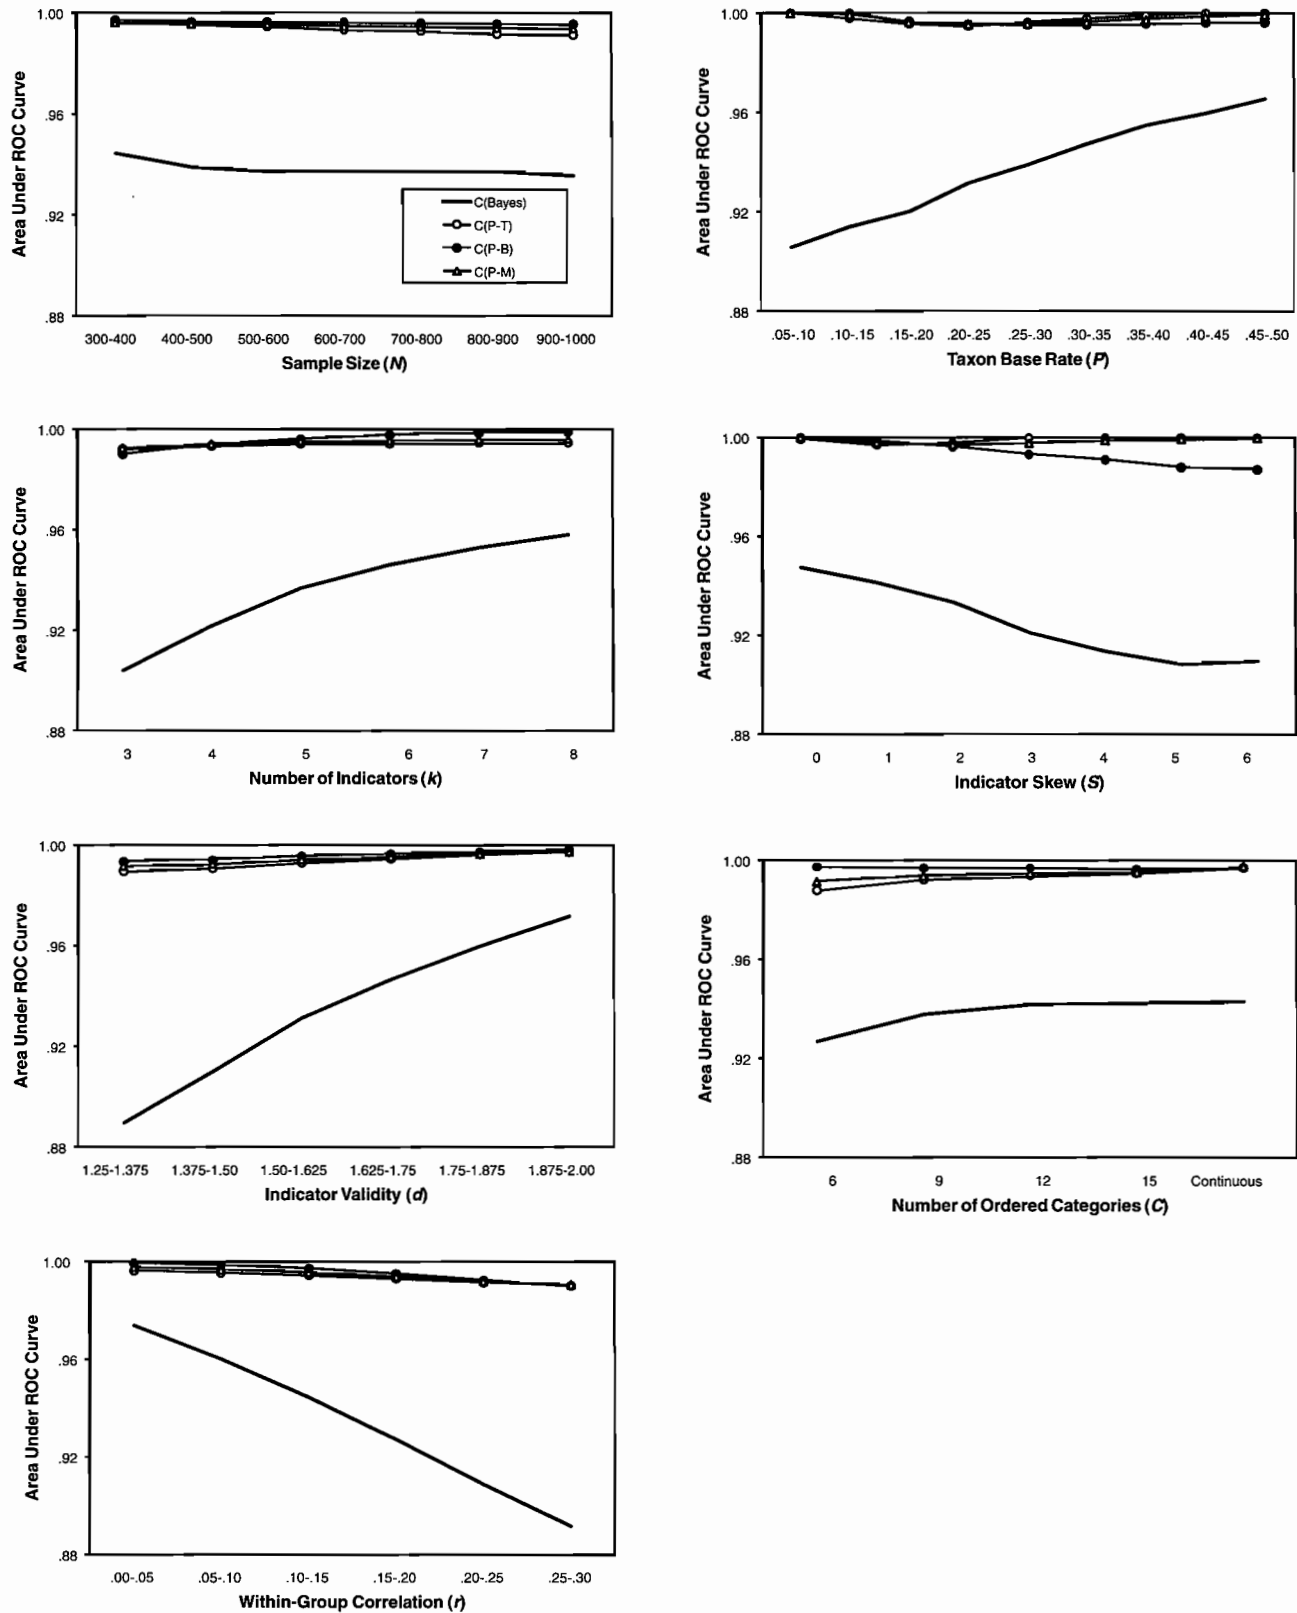 1.00
.96
.92
.88
Area Under ROC Curve
C(Bayes)
C(P-T)
C(P-B)
C(P-M)
300-400 400-500 500-600 600-700 700-800 800-900 900-1000
Sample Size (N)
1.00
.96
.92
.88
Area Under ROC Curve
.05-.10 .10-.15 .15-.20 .20-.25 .25-.30 .30-.35 .35-.40 .40-.45 .45-.50
Taxon Base Rate (P)
1.00
.96
.92
.88
Area Under ROC Curve
3 4 5 6 7 8
Number of Indicators (k)
1.00
.96
.92
.88
Area Under ROC Curve
0 1 2 3 4 5 6
Indicator Skew (S)
1.00
.96
.92
.88
Area Under ROC Curve
1.25-1.375 1.375-1.50 1.50-1.625 1.625-1.75 1.75-1.875 1.875-2.00
Indicator Validity (d)
1.00
.96
.92
.88
Area Under ROC Curve
6 9 12 15 Continuous
Number of Ordered Categories (C)
1.00
.96
.92
.88
Area Under ROC Curve
.00-.05 .05-.10 .10-.15 .15-.20 .20-.25 .25-.30
Within-Group Correlation (r)